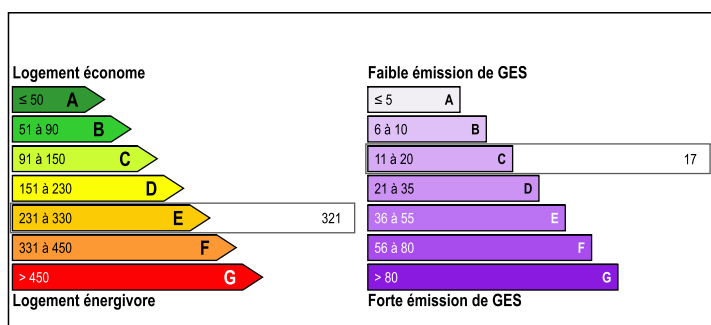 Logement économe
≤ 50 A
51 à 90 B
91 à 150 C
151 à 230 D
231 à 330 E 321
331 à 450 F
> 450 G
Logement énergivore
Faible émission de GES
≤ 5 A
6 à 10 B
11 à 20 C 17
21 à 35 D
36 à 55 E
56 à 80 F
> 80 G
Forte émission de GES